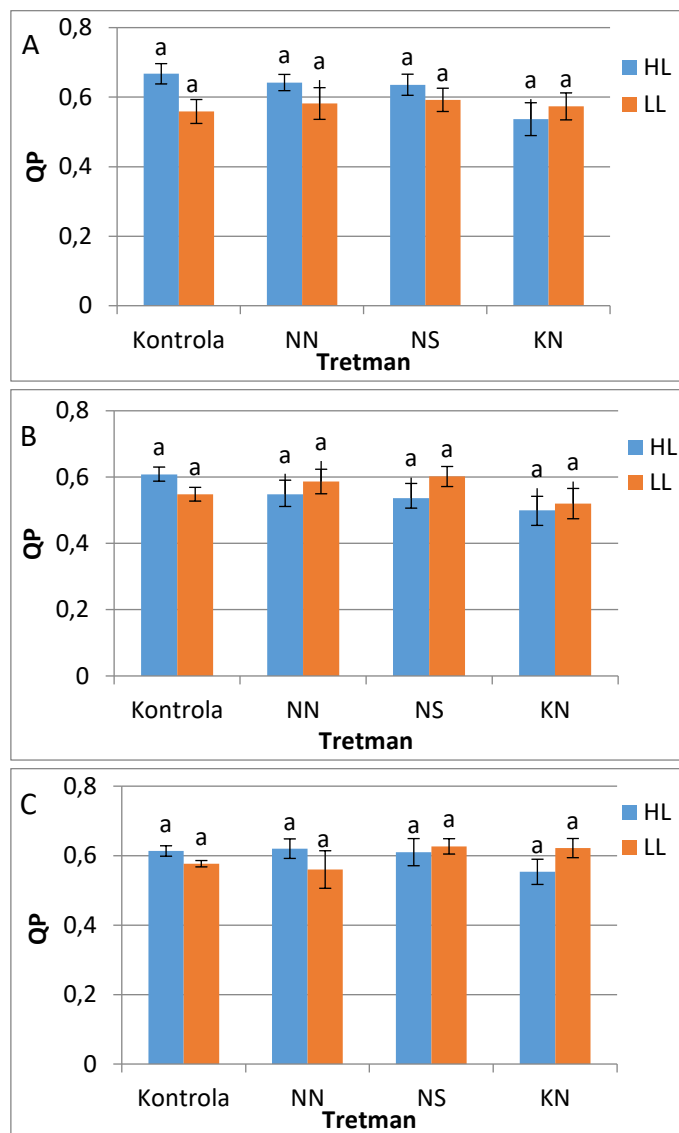 A
0,8
0,6
0,4
0,2
0
QP
a a a a a a a a
HL
LL
Kontrola NN NS KN
Tretman
B
0,8
0,6
0,4
0,2
0
QP
a a a a a a a a
HL
LL
Kontrola NN NS KN
Tretman
C
0,8
0,6
0,4
0,2
0
QP
a a a a a a a a
HL
LL
Kontrola NN NS KN
Tretman